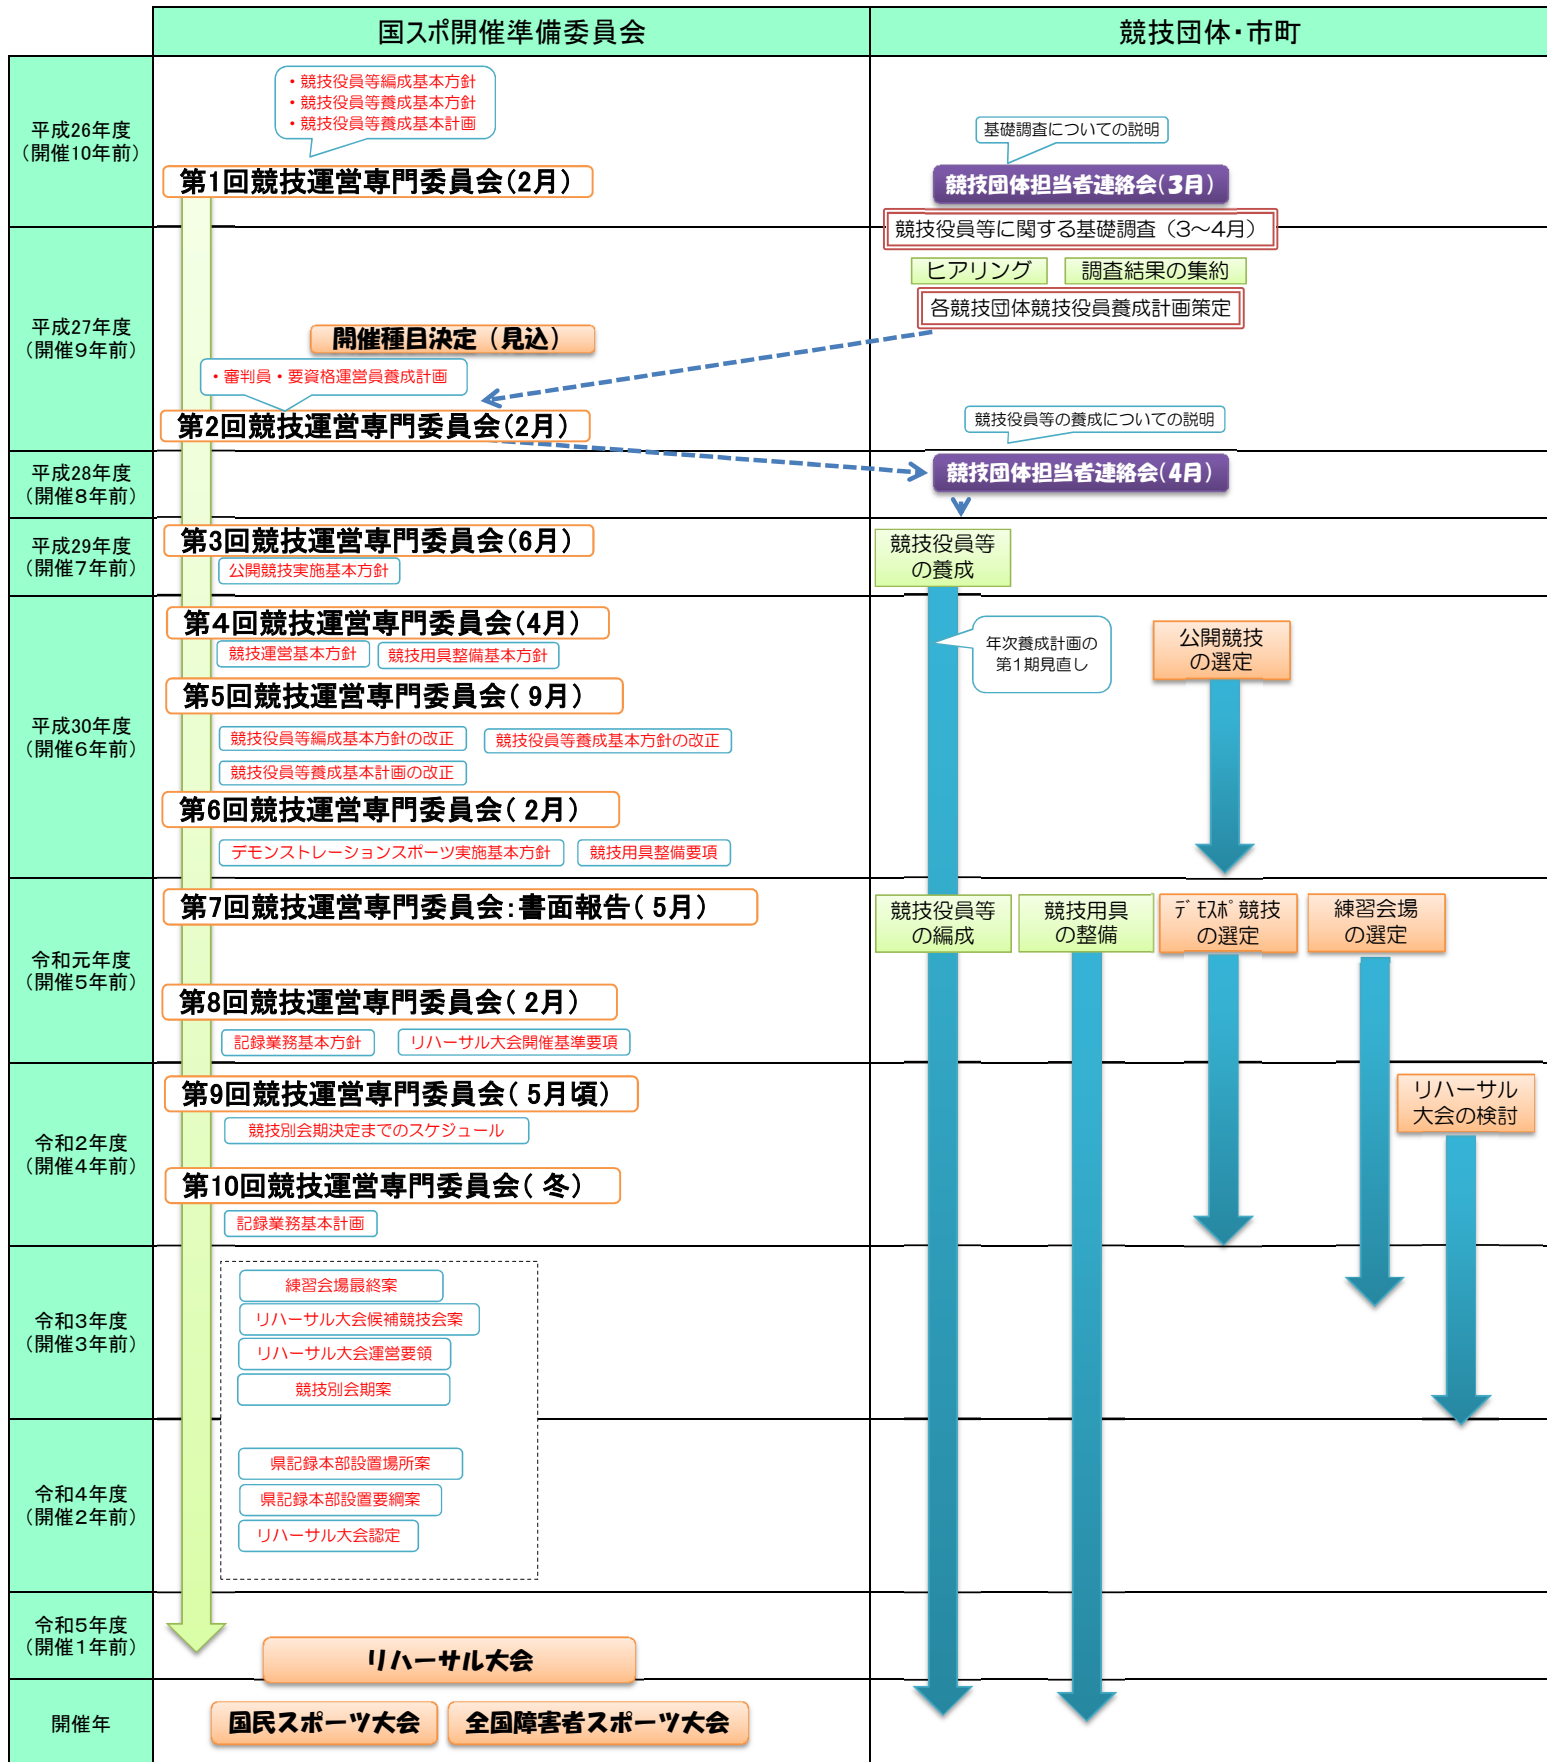 国スポ開催準備委員会
競技団体・市町
平成26年度
（開催10年前）
・競技役員等編成基本方針
・競技役員等養成基本方針
・競技役員等養成基本計画
第1回競技運営専門委員会（2月）
基礎調査についての説明
競技団体担当者連絡会（3月）
競技役員等に関する基礎調査（3～4月）
平成27年度
（開催9年前）
ヒアリング
調査結果の集約
各競技団体競技役員養成計画策定
開催種目決定（見込）
・審判員・要資格運営員養成計画
第2回競技運営専門委員会（2月）
競技役員等の養成についての説明
平成28年度
（開催8年前）
競技団体担当者連絡会（4月）
平成29年度
（開催7年前）
第3回競技運営専門委員会（6月）
公開競技実施基本方針
競技役員等
の養成
平成30年度
（開催6年前）
第4回競技運営専門委員会（4月）
競技運営基本方針
競技用具整備基本方針
年次養成計画の
第1期見直し
公開競技
の選定
第5回競技運営専門委員会（ 9月）
競技役員等編成基本方針の改正
競技役員等養成基本方針の改正
競技役員等養成基本計画の改正
第6回競技運営専門委員会（ 2月）
デモンストレーションスポーツ実施基本方針
競技用具整備要項
令和元年度
（開催5年前）
第7回競技運営専門委員会：書面報告（ 5月）
競技役員等
の編成
競技用具
の整備
ﾃﾞﾓｽﾎﾟ競技
の選定
練習会場
の選定
第8回競技運営専門委員会（ 2月）
記録業務基本方針
リハーサル大会開催基準要項
令和2年度
（開催4年前）
第9回競技運営専門委員会（ 5月頃）
競技別会期決定までのスケジュール
リハーサル
大会の検討
第10回競技運営専門委員会（ 冬）
記録業務基本計画
令和3年度
（開催3年前）
練習会場最終案
リハーサル大会候補競技会案
リハーサル大会運営要領
競技別会期案
令和4年度
（開催2年前）
県記録本部設置場所案
県記録本部設置要綱案
リハーサル大会認定
令和5年度
（開催1年前）
リハーサル大会
開催年
国民スポーツ大会
全国障害者スポーツ大会